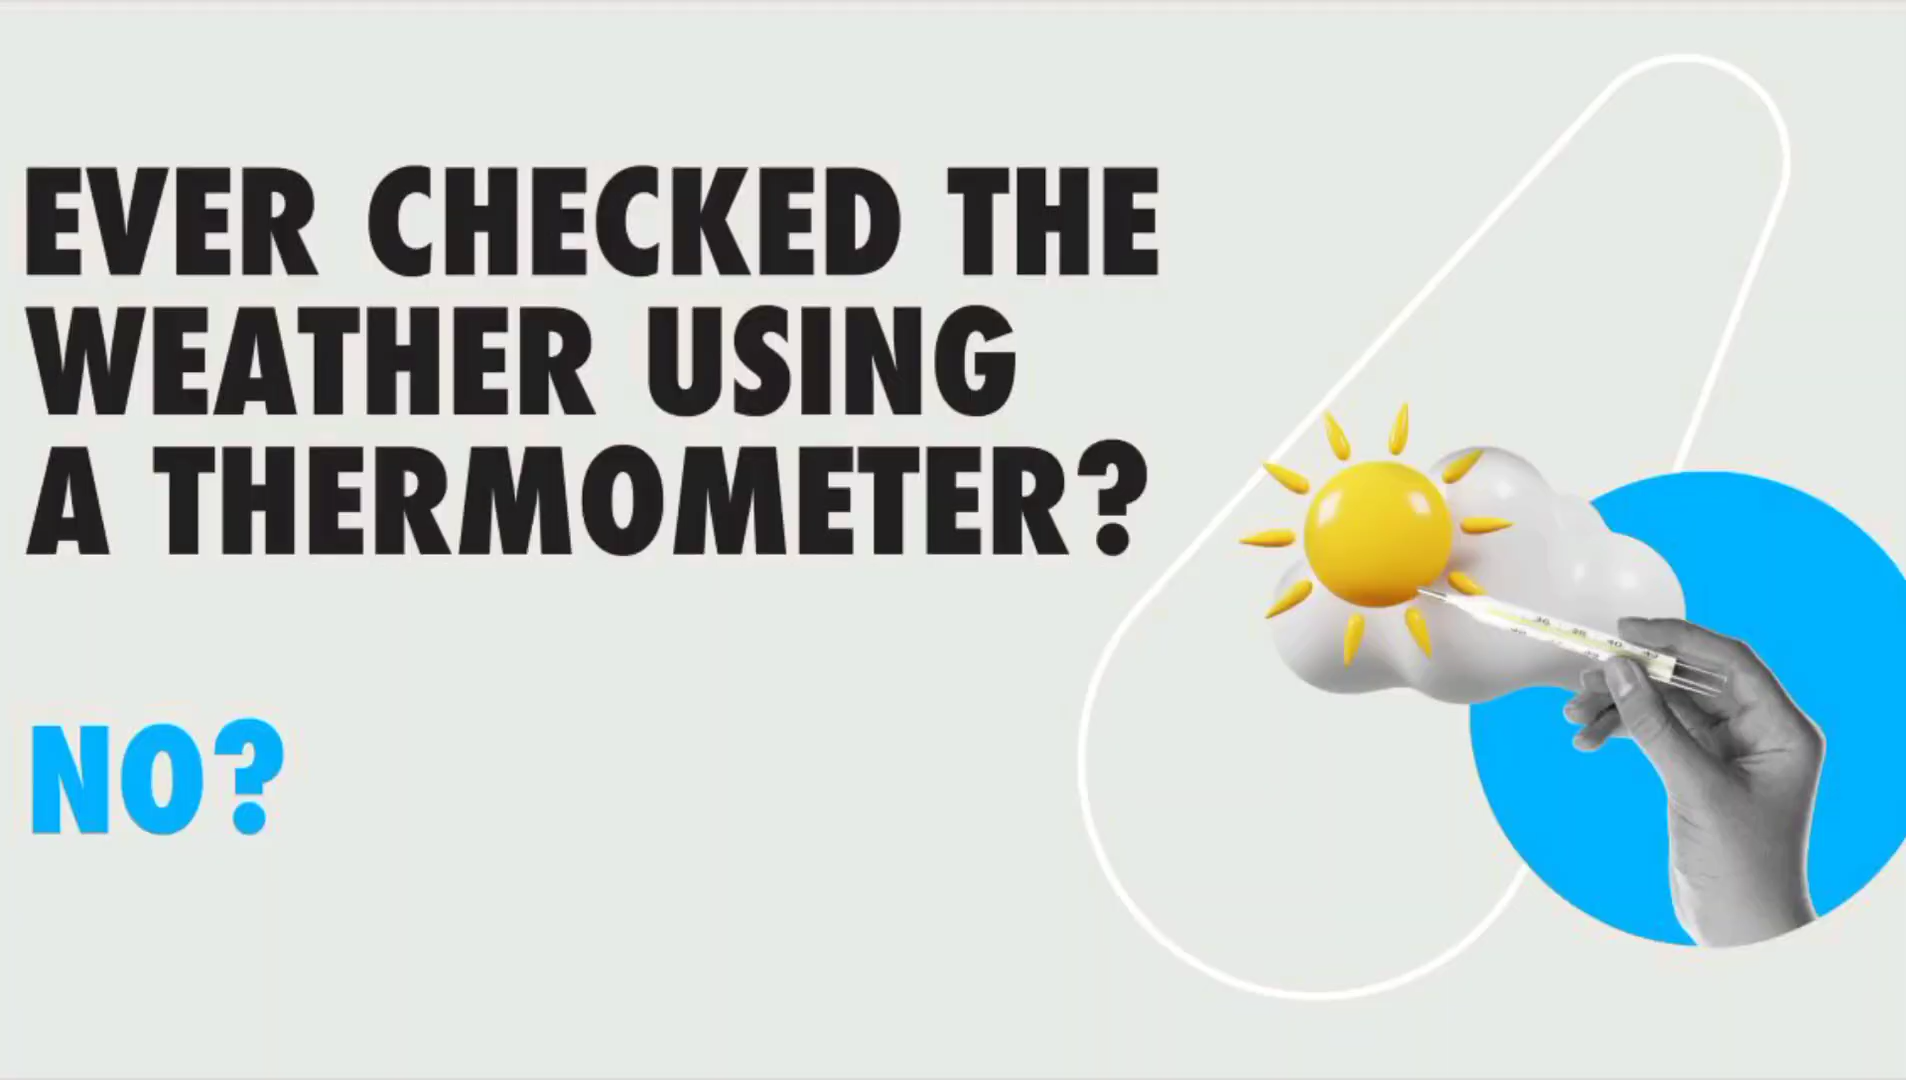 EVER CHECKED THE
WEATHER USING
A THERMOMETER?
NO?